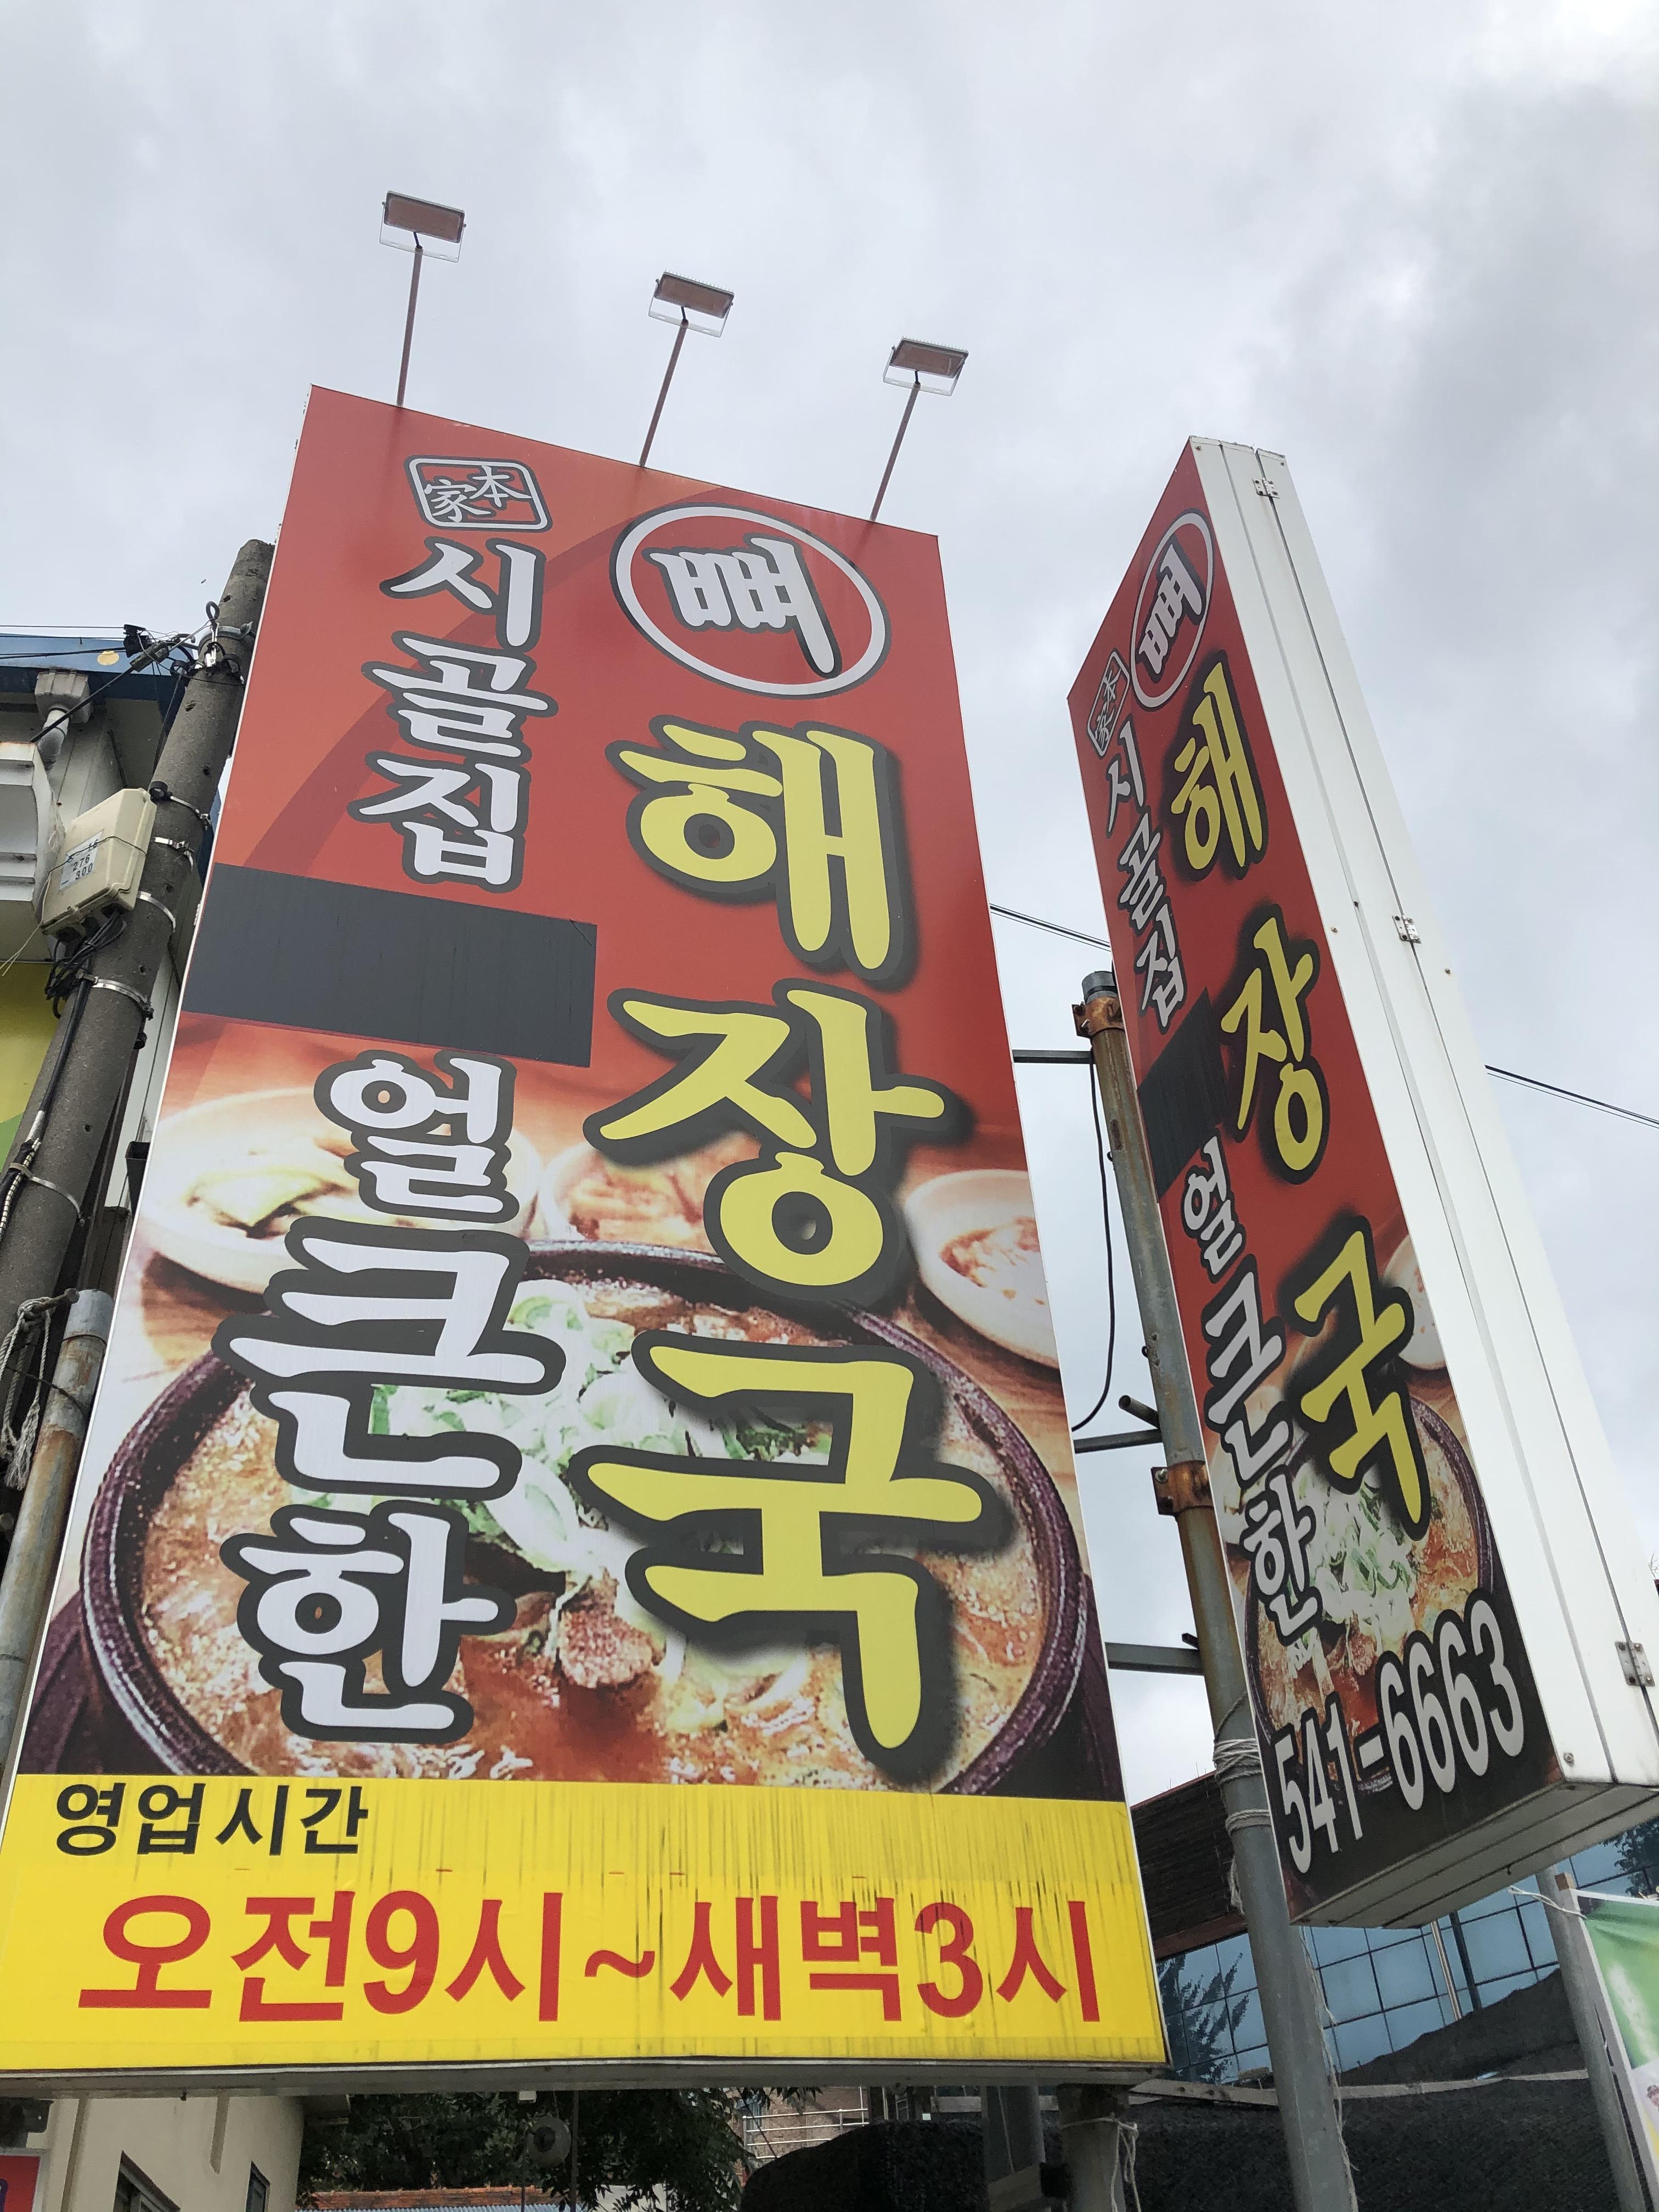 本家
시골집
얼큰한
뼈
해장국
영업시간
오전9시~새벽3시
뼈
해장국
本家
시골집
얼큰한
541-6663
276
300